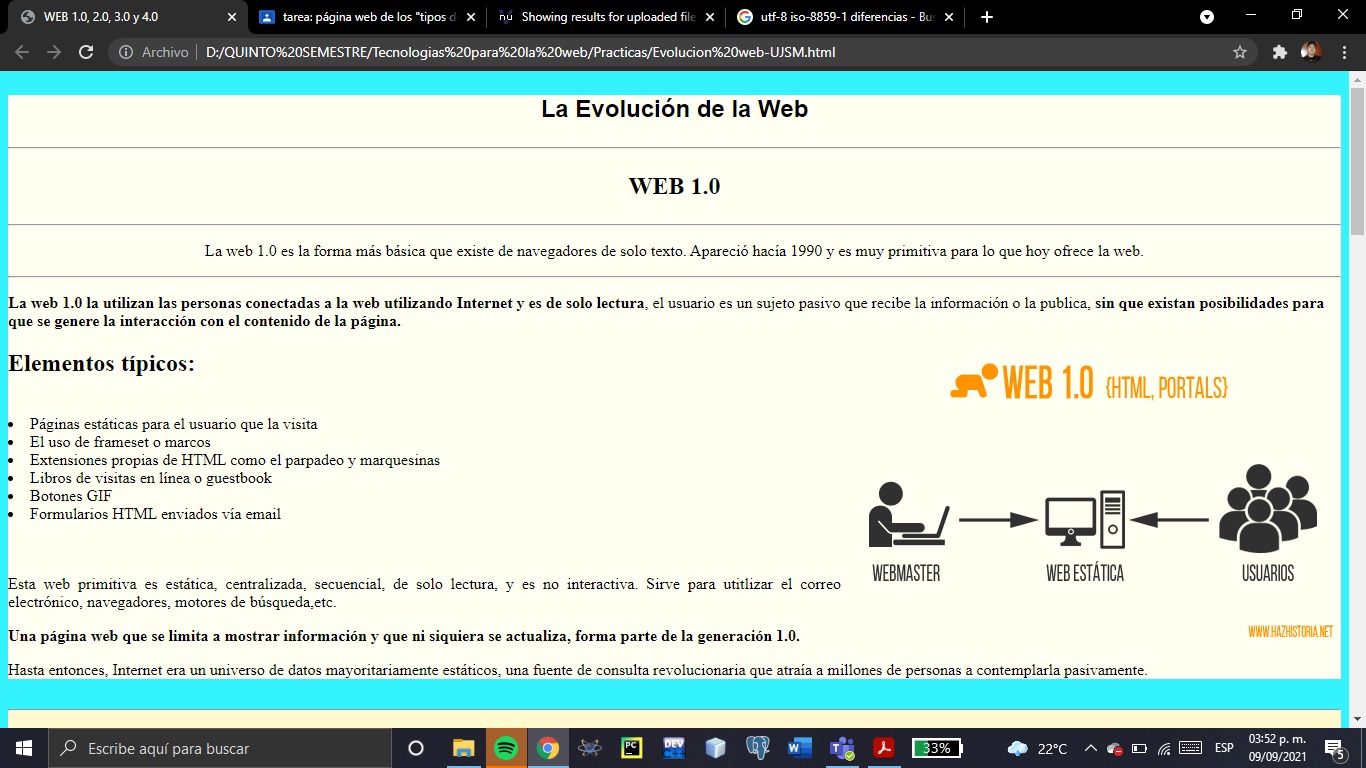 WEB 1.0, 2.0, 3.0 y 4.0
tarea: página web de los "tipos d
Showing results for uploaded file
utf-8 iso-8859-1 diferencias - Bus
Archivo
D:/QUINTO%20SEMESTRE/Tecnologias%20para%20la%20web/Practicas/Evolucion%20web-UJSM.html
La Evolución de la Web
WEB 1.0
La web 1.0 es la forma más básica que existe de navegadores de solo texto. Apareció hacía 1990 y es muy primitiva para lo que hoy ofrece la web.
La web 1.0 la utilizan las personas conectadas a la web utilizando Internet y es de solo lectura, el usuario es un sujeto pasivo que recibe la información o la publica, sin que existan posibilidades para
que se genere la interacción con el contenido de la página.
Elementos típicos:
Páginas estáticas para el usuario que la visita
El uso de frameset o marcos
Extensiones propias de HTML como el parpadeo y marquesinas
Libros de visitas en línea o guestbook
Botones GIF
Formularios HTML enviados vía email
WEB 1.0 {HTML, PORTALS}
WEBMASTER
WEB ESTÁTICA
USUARIOS
WWW.HAZHISTORIA.NET
Esta web primitiva es estática, centralizada, secuencial, de solo lectura, y es no interactiva. Sirve para utitlizar el correo
electrónico, navegadores, motores de búsqueda,etc.
Una página web que se limita a mostrar información y que ni siquiera se actualiza, forma parte de la generación 1.0.
Hasta entonces, Internet era un universo de datos mayoritariamente estáticos, una fuente de consulta revolucionaria que atraía a millones de personas a contemplarla pasivamente.
Escribe aquí para buscar
PC
DEV
33%
22°C
ESP
03:52 p. m.
09/09/2021
5